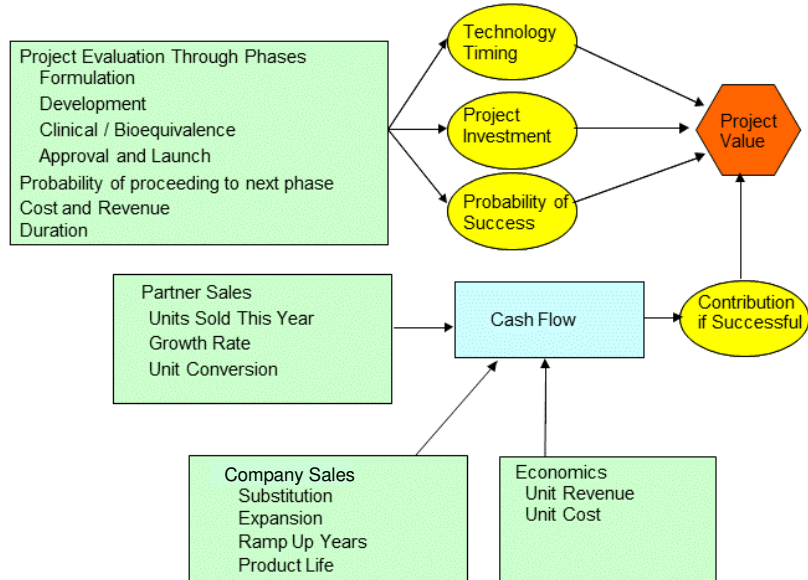 Project Evaluation Through Phases
Formulation
Development
Clinical / Bioequivalence
Approval and Launch
Probability of proceeding to next phase
Cost and Revenue
Duration
Technology
Timing
Project
Investment
Probability of
Success
Project
Value
Partner Sales
Units Sold This Year
Growth Rate
Unit Conversion
Cash Flow
Contribution
if Successful
Company Sales
Substitution
Expansion
Ramp Up Years
Product Life
Economics
Unit Revenue
Unit Cost